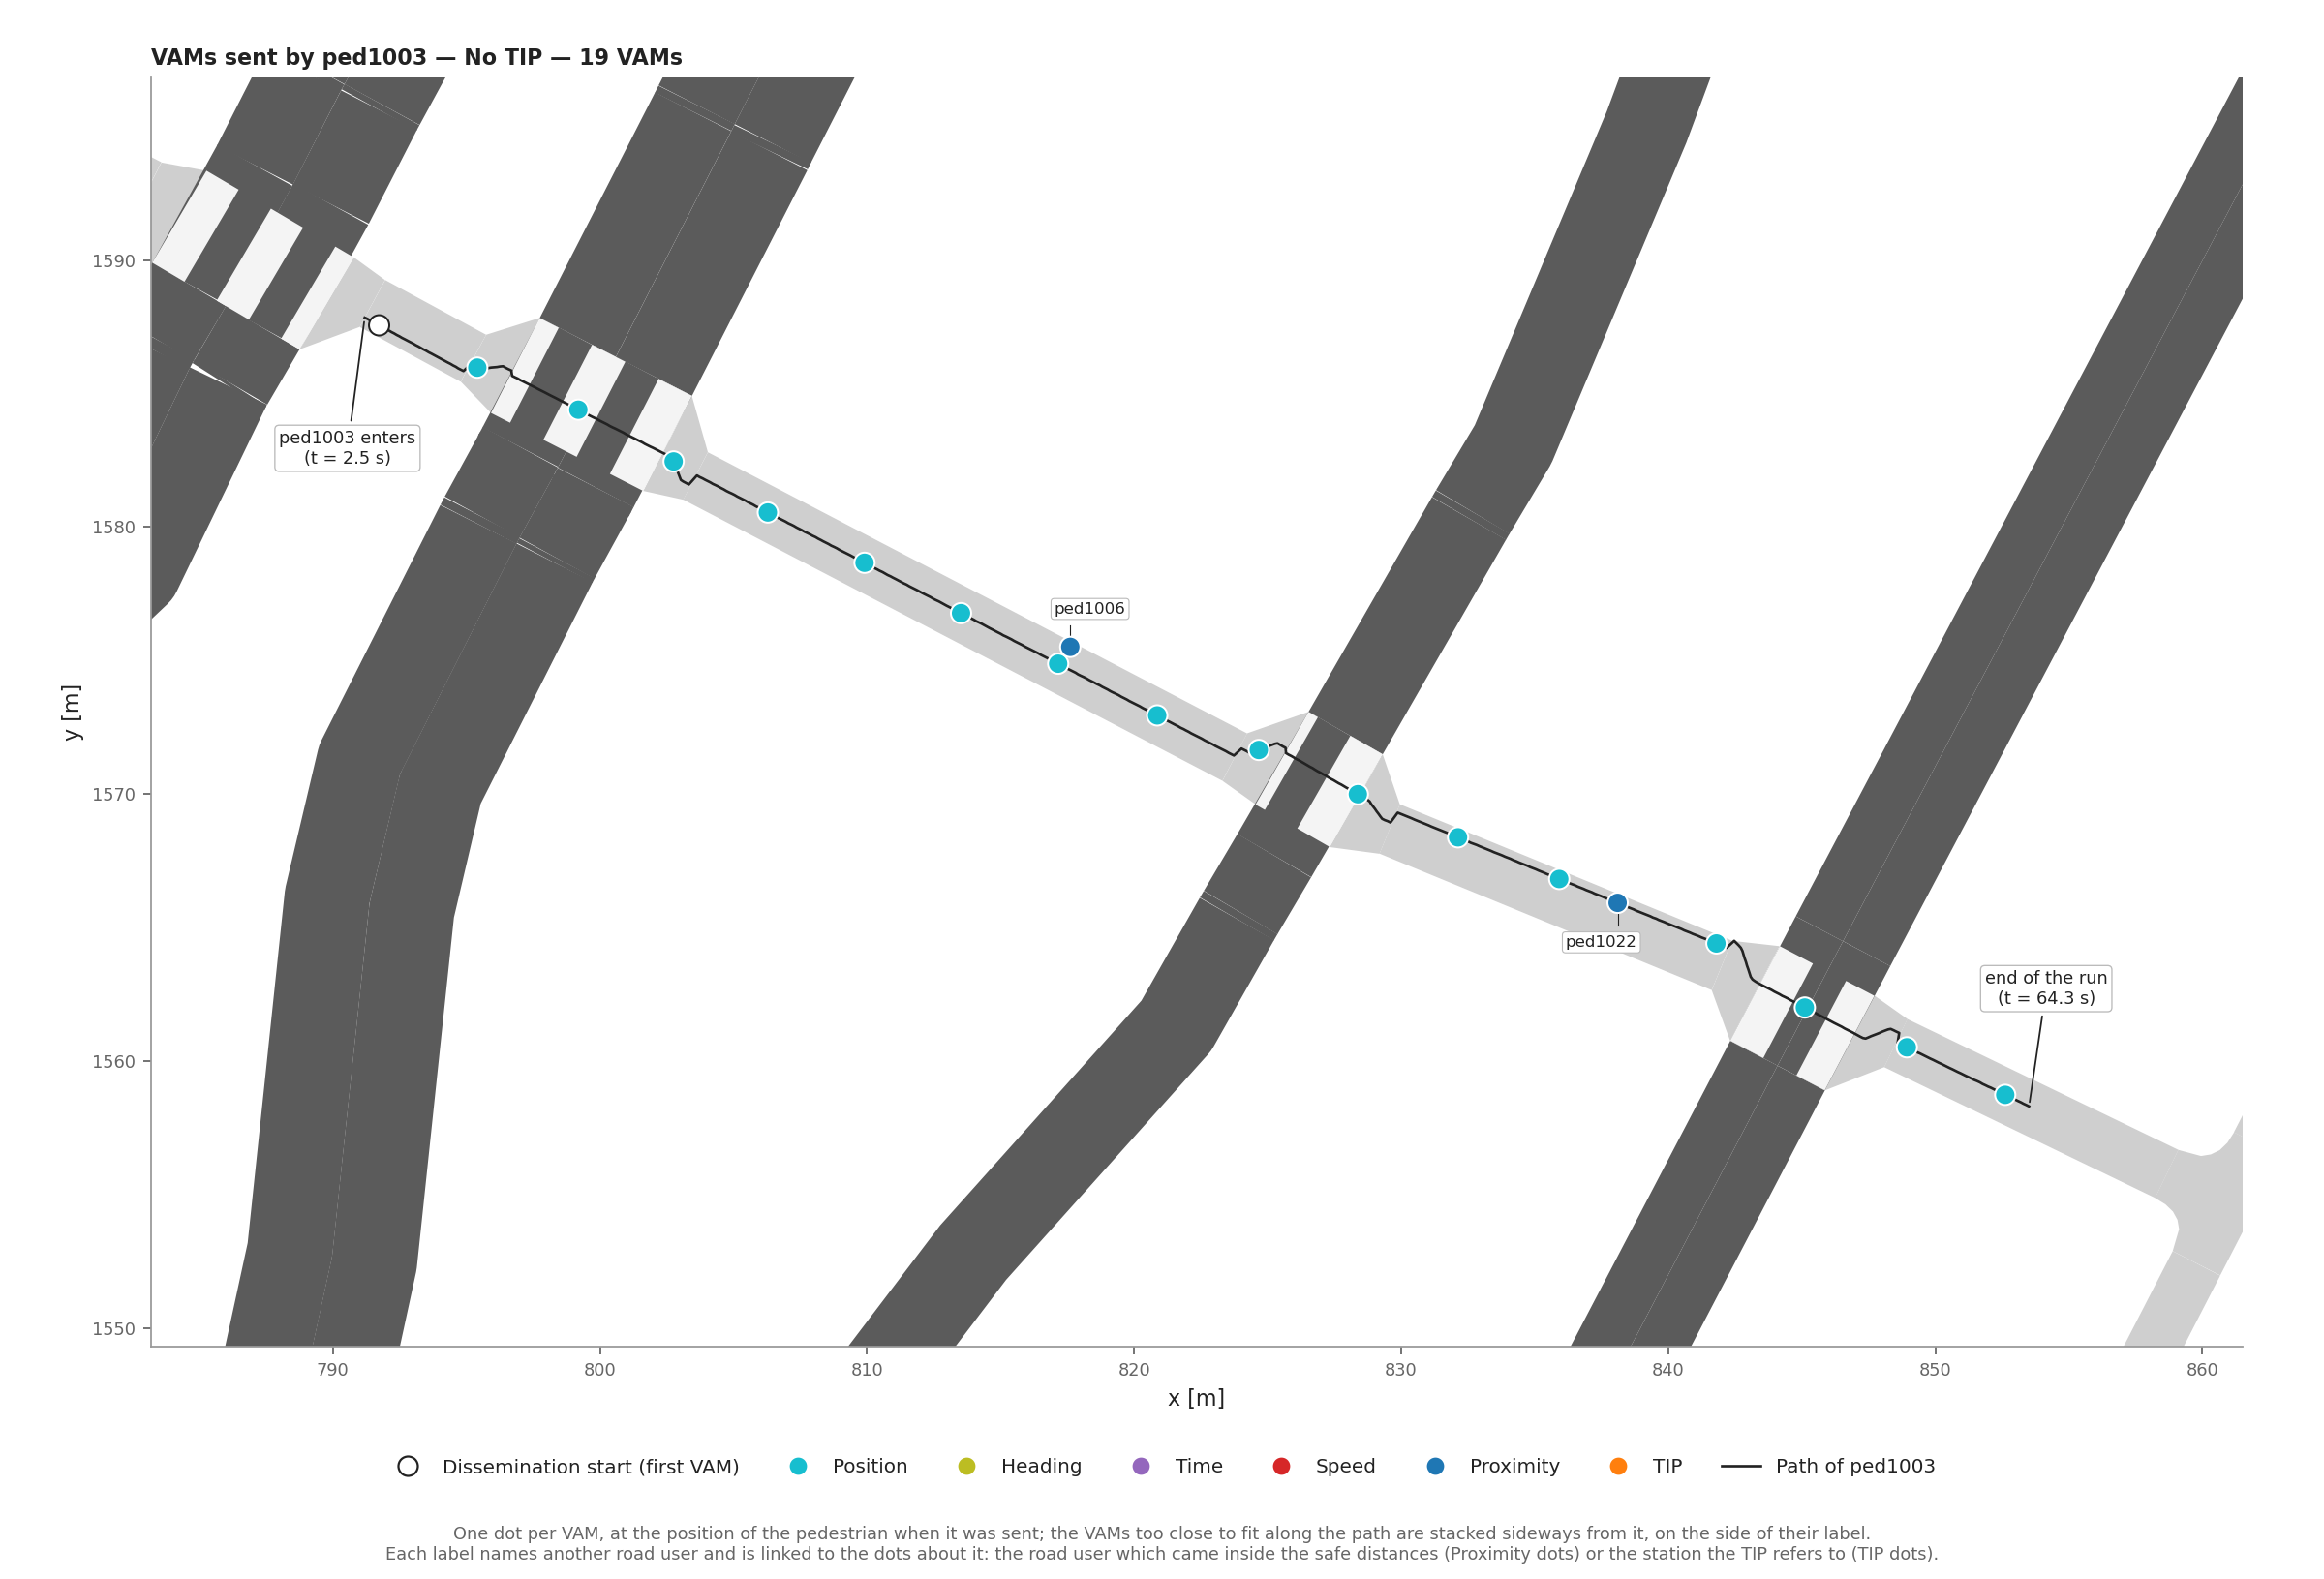 VAMs sent by ped1003 — No TIP — 19 VAMs
y [m]
1590
1580
1570
1560
1550
ped1003 enters
(t = 2.5 s)
ped1006
ped1022
end of the run
(t = 64.3 s)
790
800
810
820
830
840
850
860
x [m]
Dissemination start (first VAM)
Position
Heading
Time
Speed
Proximity
TIP
Path of ped1003
One dot per VAM, at the position of the pedestrian when it was sent; the VAMs too close to fit along the path are stacked sideways from it, on the side of their label.
Each label names another road user and is linked to the dots about it: the road user which came inside the safe distances (Proximity dots) or the station the TIP refers to (TIP dots).